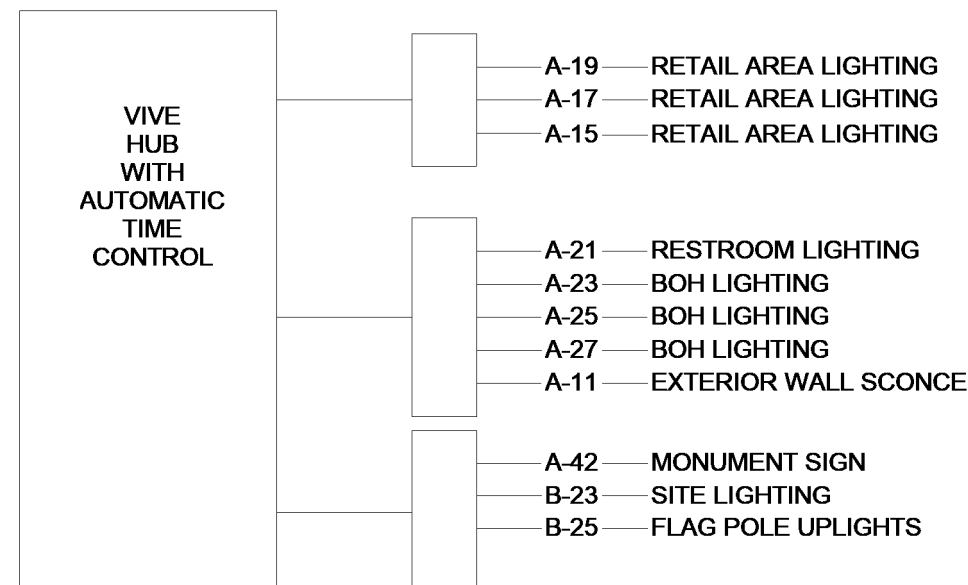 VIVE
HUB
WITH
AUTOMATIC
TIME
CONTROL
A-19 RETAIL AREA LIGHTING
A-17 RETAIL AREA LIGHTING
A-15 RETAIL AREA LIGHTING
A-21 RESTROOM LIGHTING
A-23 BOH LIGHTING
A-25 BOH LIGHTING
A-27 BOH LIGHTING
A-11 EXTERIOR WALL SCONCE
A-42 MONUMENT SIGN
B-23 SITE LIGHTING
B-25 FLAG POLE UPLIGHTS